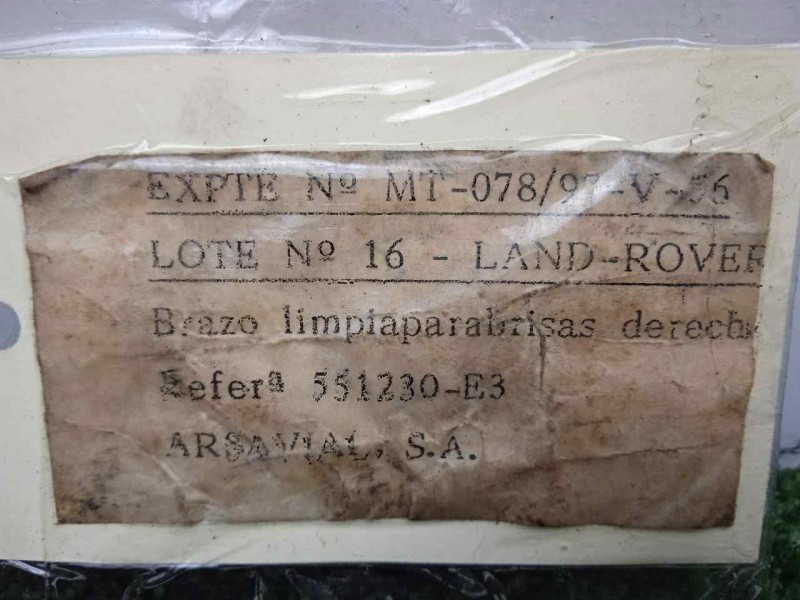 EXPTE Nº MT-078/97-V-56
LOTE Nº 16 - LAND-ROVER
Brazo limpiaparabrisas derecho
Referª 551230-E3
ARSAVIAL, S.A.